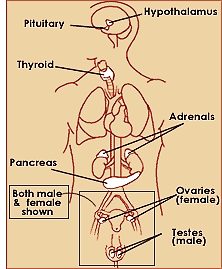 Hypothalamus
Pituitary
Thyroid
Adrenals
Pancreas
Both male
& female
shown
Ovaries
(female)
Testes
(male)